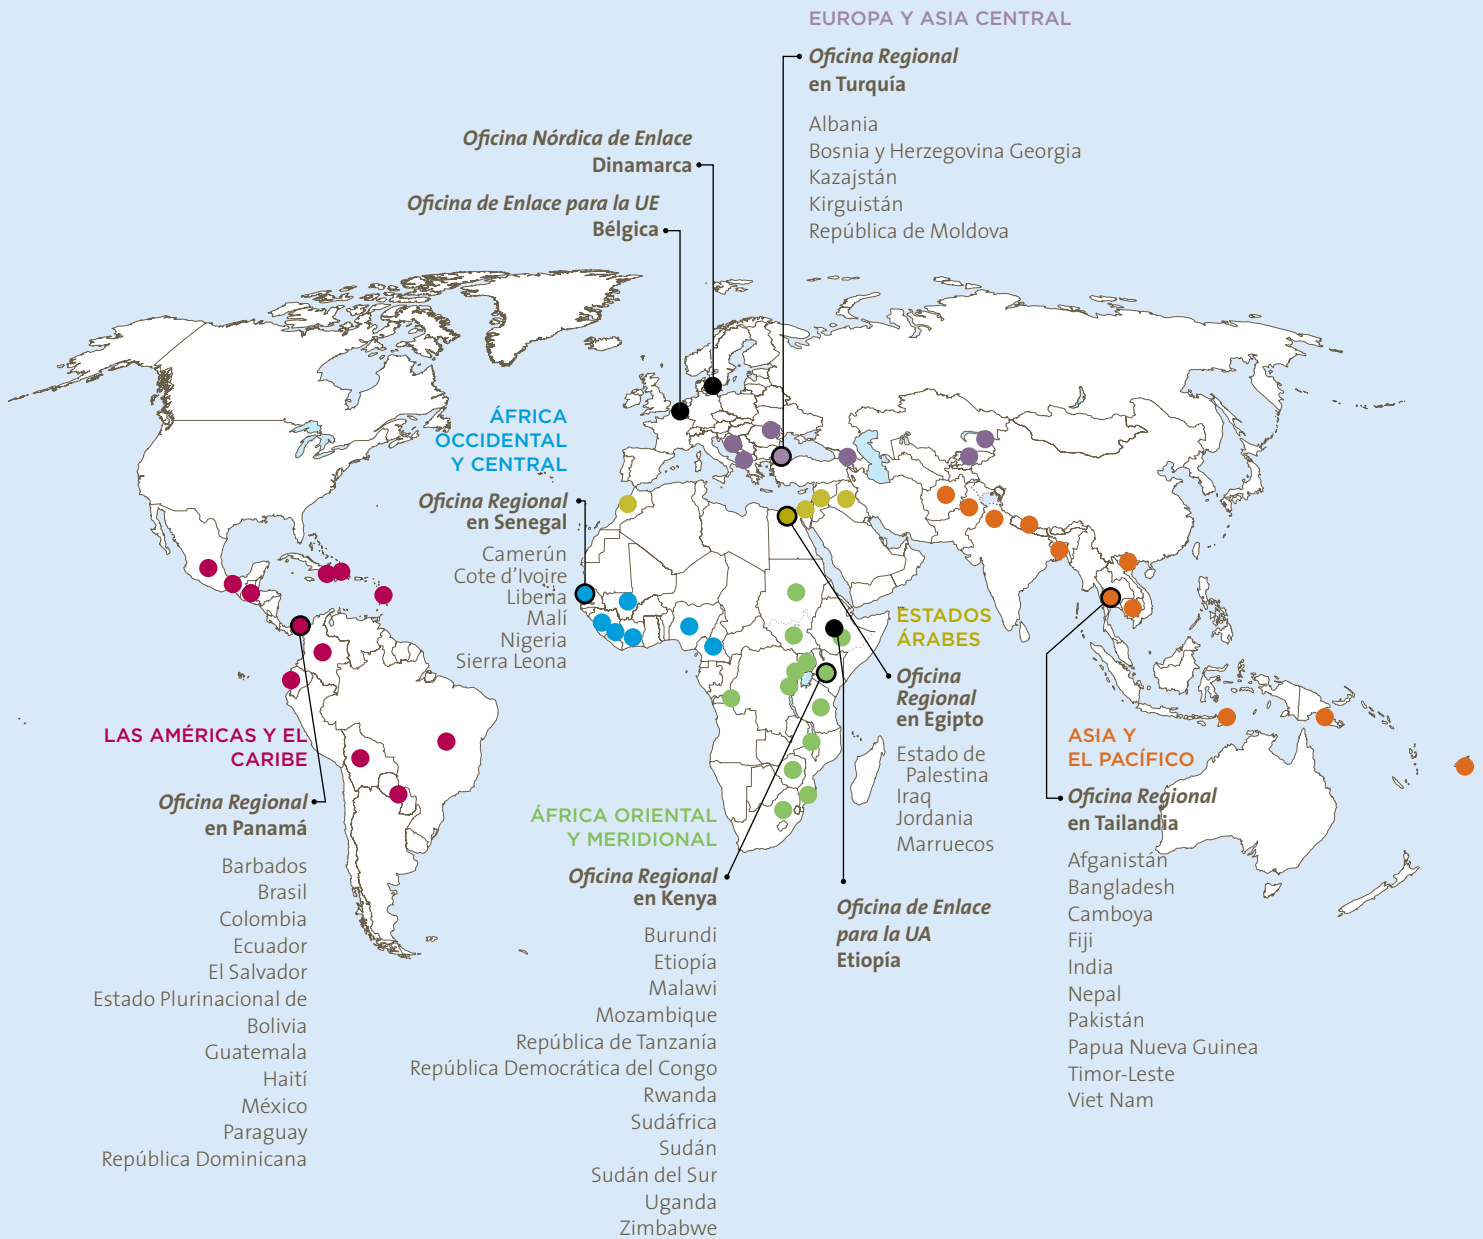 EUROPA Y ASIA CENTRAL
Oficina Regional
en Turquía
Albania
Bosnia y Herzegovina Georgia
Kazajstán
Kirguistán
República de Moldova
Oficina Nórdica de Enlace
Dinamarca
Oficina de Enlace para la UE
Bélgica
ÁFRICA
OCCIDENTAL
Y CENTRAL
Oficina Regional
en Senegal
Camerún
Cote d’Ivoire
Liberia
Malí
Nigeria
Sierra Leona
ESTADOS
ÁRABES
Oficina
Regional
en Egipto
Estado de
Palestina
Iraq
Jordania
Marruecos
LAS AMÉRICAS Y EL
CARIBE
Oficina Regional
en Panamá
Barbados
Brasil
Colombia
Ecuador
El Salvador
Estado Plurinacional de
Bolivia
Guatemala
Haití
México
Paraguay
República Dominicana
ÁFRICA ORIENTAL
Y MERIDIONAL
Oficina Regional
en Kenya
Burundi
Etiopía
Malawi
Mozambique
República de Tanzanía
República Democrática del Congo
Rwanda
Sudáfrica
Sudán
Sudán del Sur
Uganda
Zimbabwe
Oficina de Enlace
para la UA
Etiopía
ASIA Y
EL PACÍFICO
Oficina Regional
en Tailandia
Afganistán
Bangladesh
Camboya
Fiji
India
Nepal
Pakistán
Papua Nueva Guinea
Timor-Leste
Viet Nam